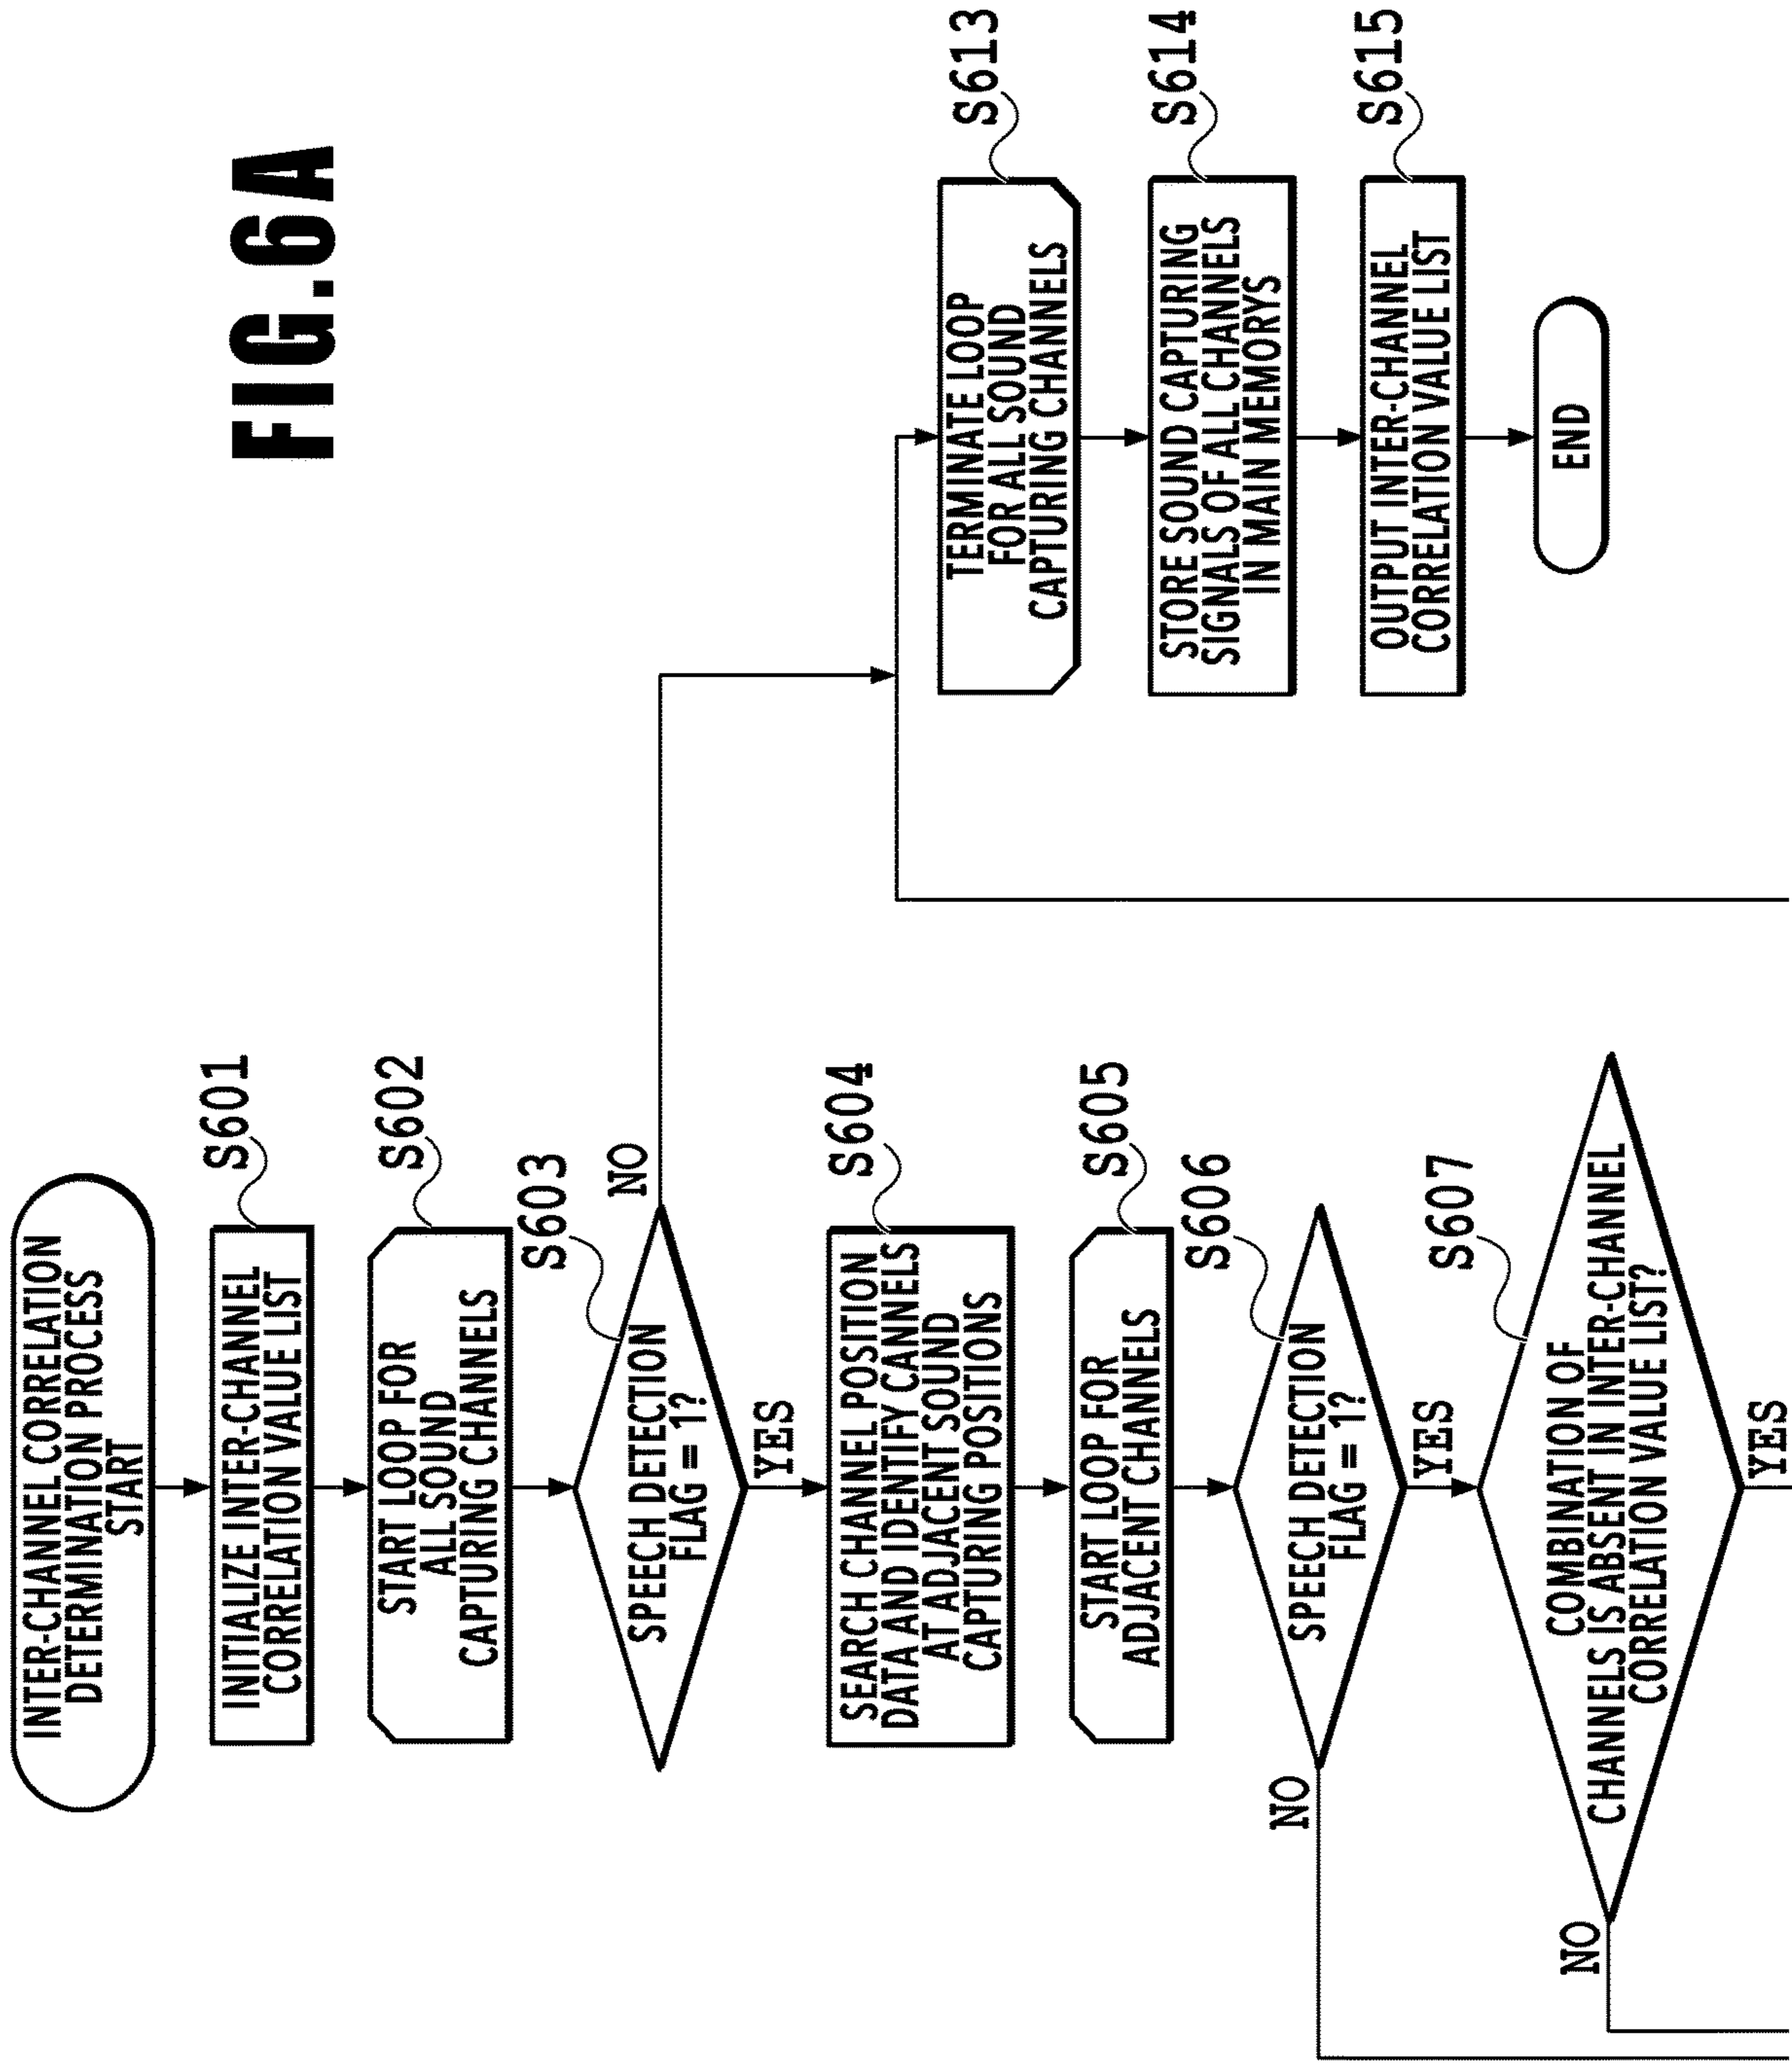 FIG.6A
INTER-CHANNEL CORRELATION
DETERMINATION PROCESS
START
S601
INITIALIZE INTER-CHANNEL
CORRELATION VALUE LIST
S602
START LOOP FOR
ALL SOUND
CAPTURING CHANNELS
S603
SPEECH DETECTION
FLAG = 1?
NO
YES
S604
SEARCH CHANNEL POSITION
DATA AND IDENTIFY CANNELS
AT ADJACENT SOUND
CAPTURING POSITIONS
S605
START LOOP FOR
ADJACENT CHANNELS
S606
SPEECH DETECTION
FLAG = 1?
NO
YES
S607
COMBINATION OF
CHANNELS IS ABSENT IN INTER-CHANNEL
CORRELATION VALUE LIST?
NO
YES
S613
TERMINATE LOOP
FOR ALL SOUND
CAPTURING CHANNELS
S614
STORE SOUND CAPTURING
SIGNALS OF ALL CHANNELS
IN MAIN MEMORYS
S615
OUTPUT INTER-CHANNEL
CORRELATION VALUE LIST
END